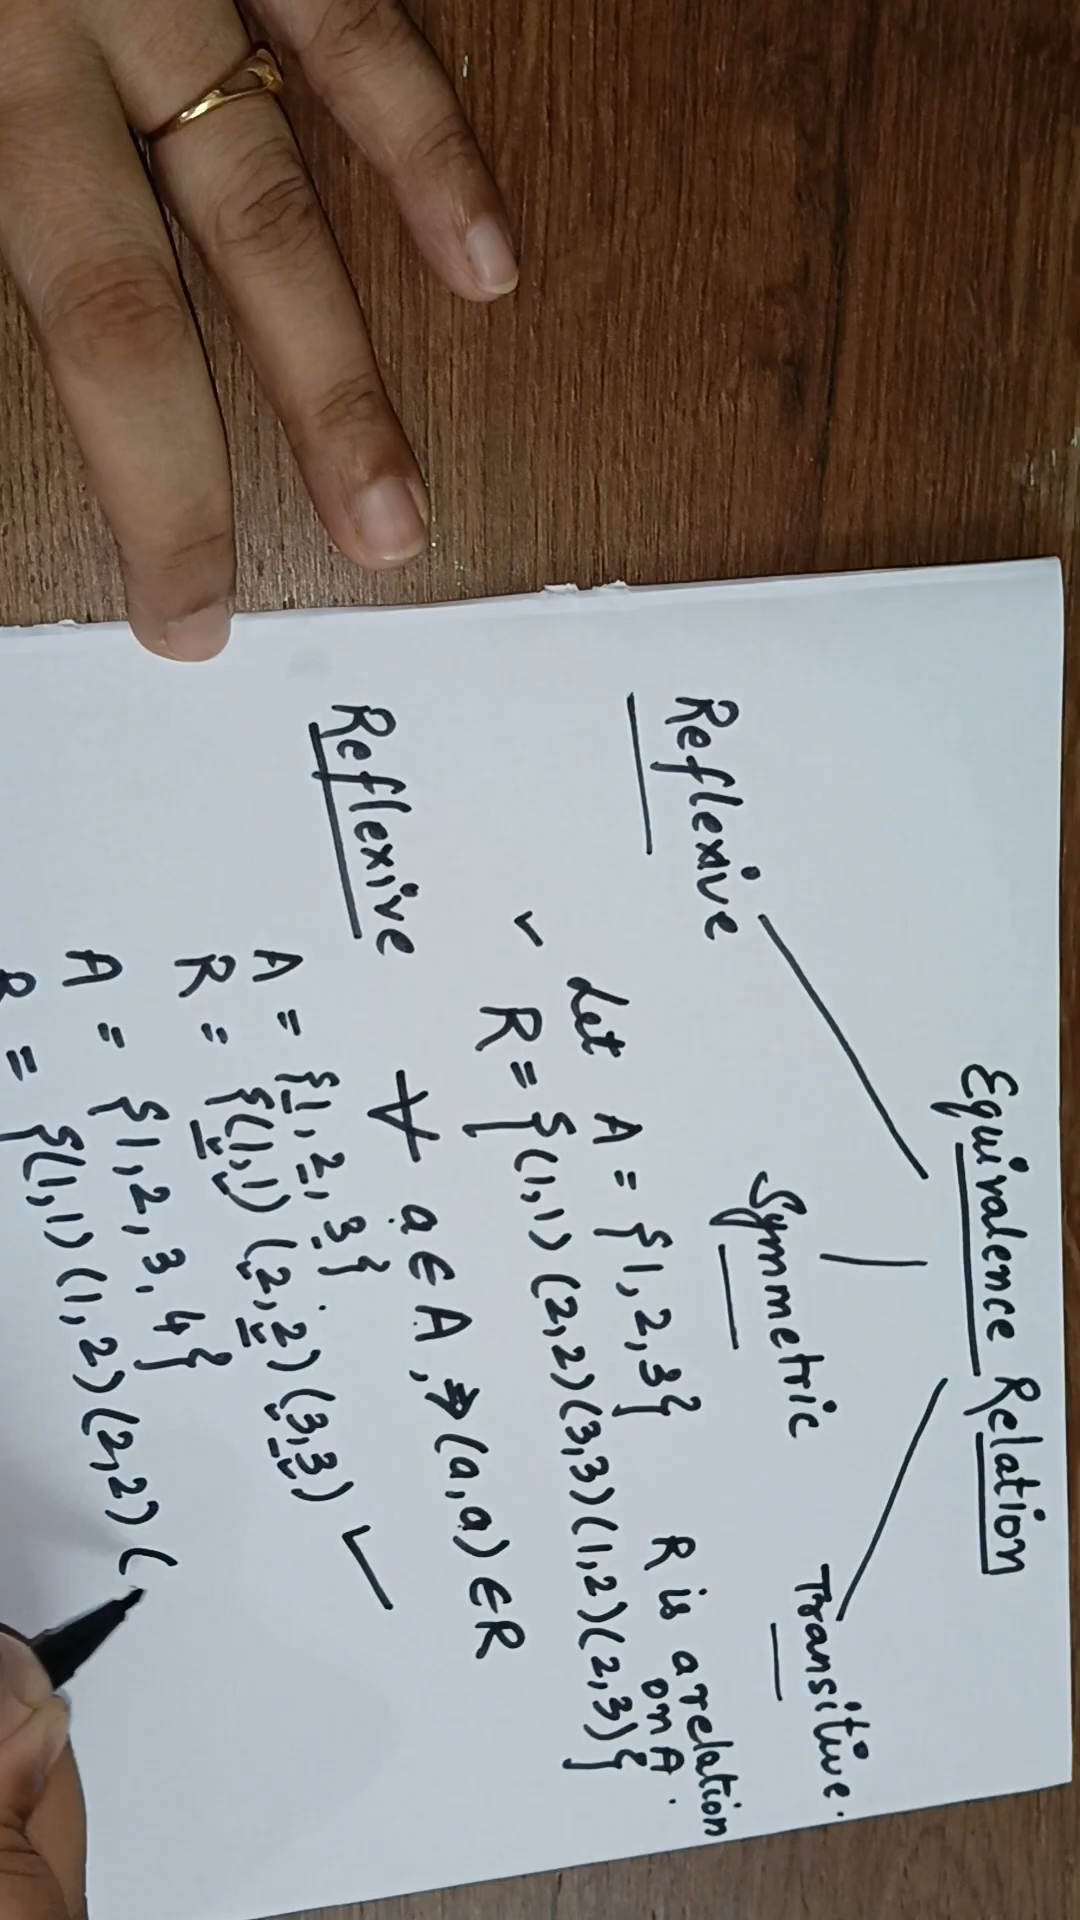 Equivalence Relation
Reflexive Symmetric Transitive.
Let A = {1, 2, 3} R is a relation on A.
R = {(1,1) (2,2) (3,3) (1,2) (2,3)}
Reflexive ∀ a ∈ A, ⇒ (a,a) ∈ R
A = {1, 2, 3}
R = {(1,1) (2,2) (3,3) ✓
A = {1, 2, 3, 4}
R = {(1,1) (1,2) (2,2) (